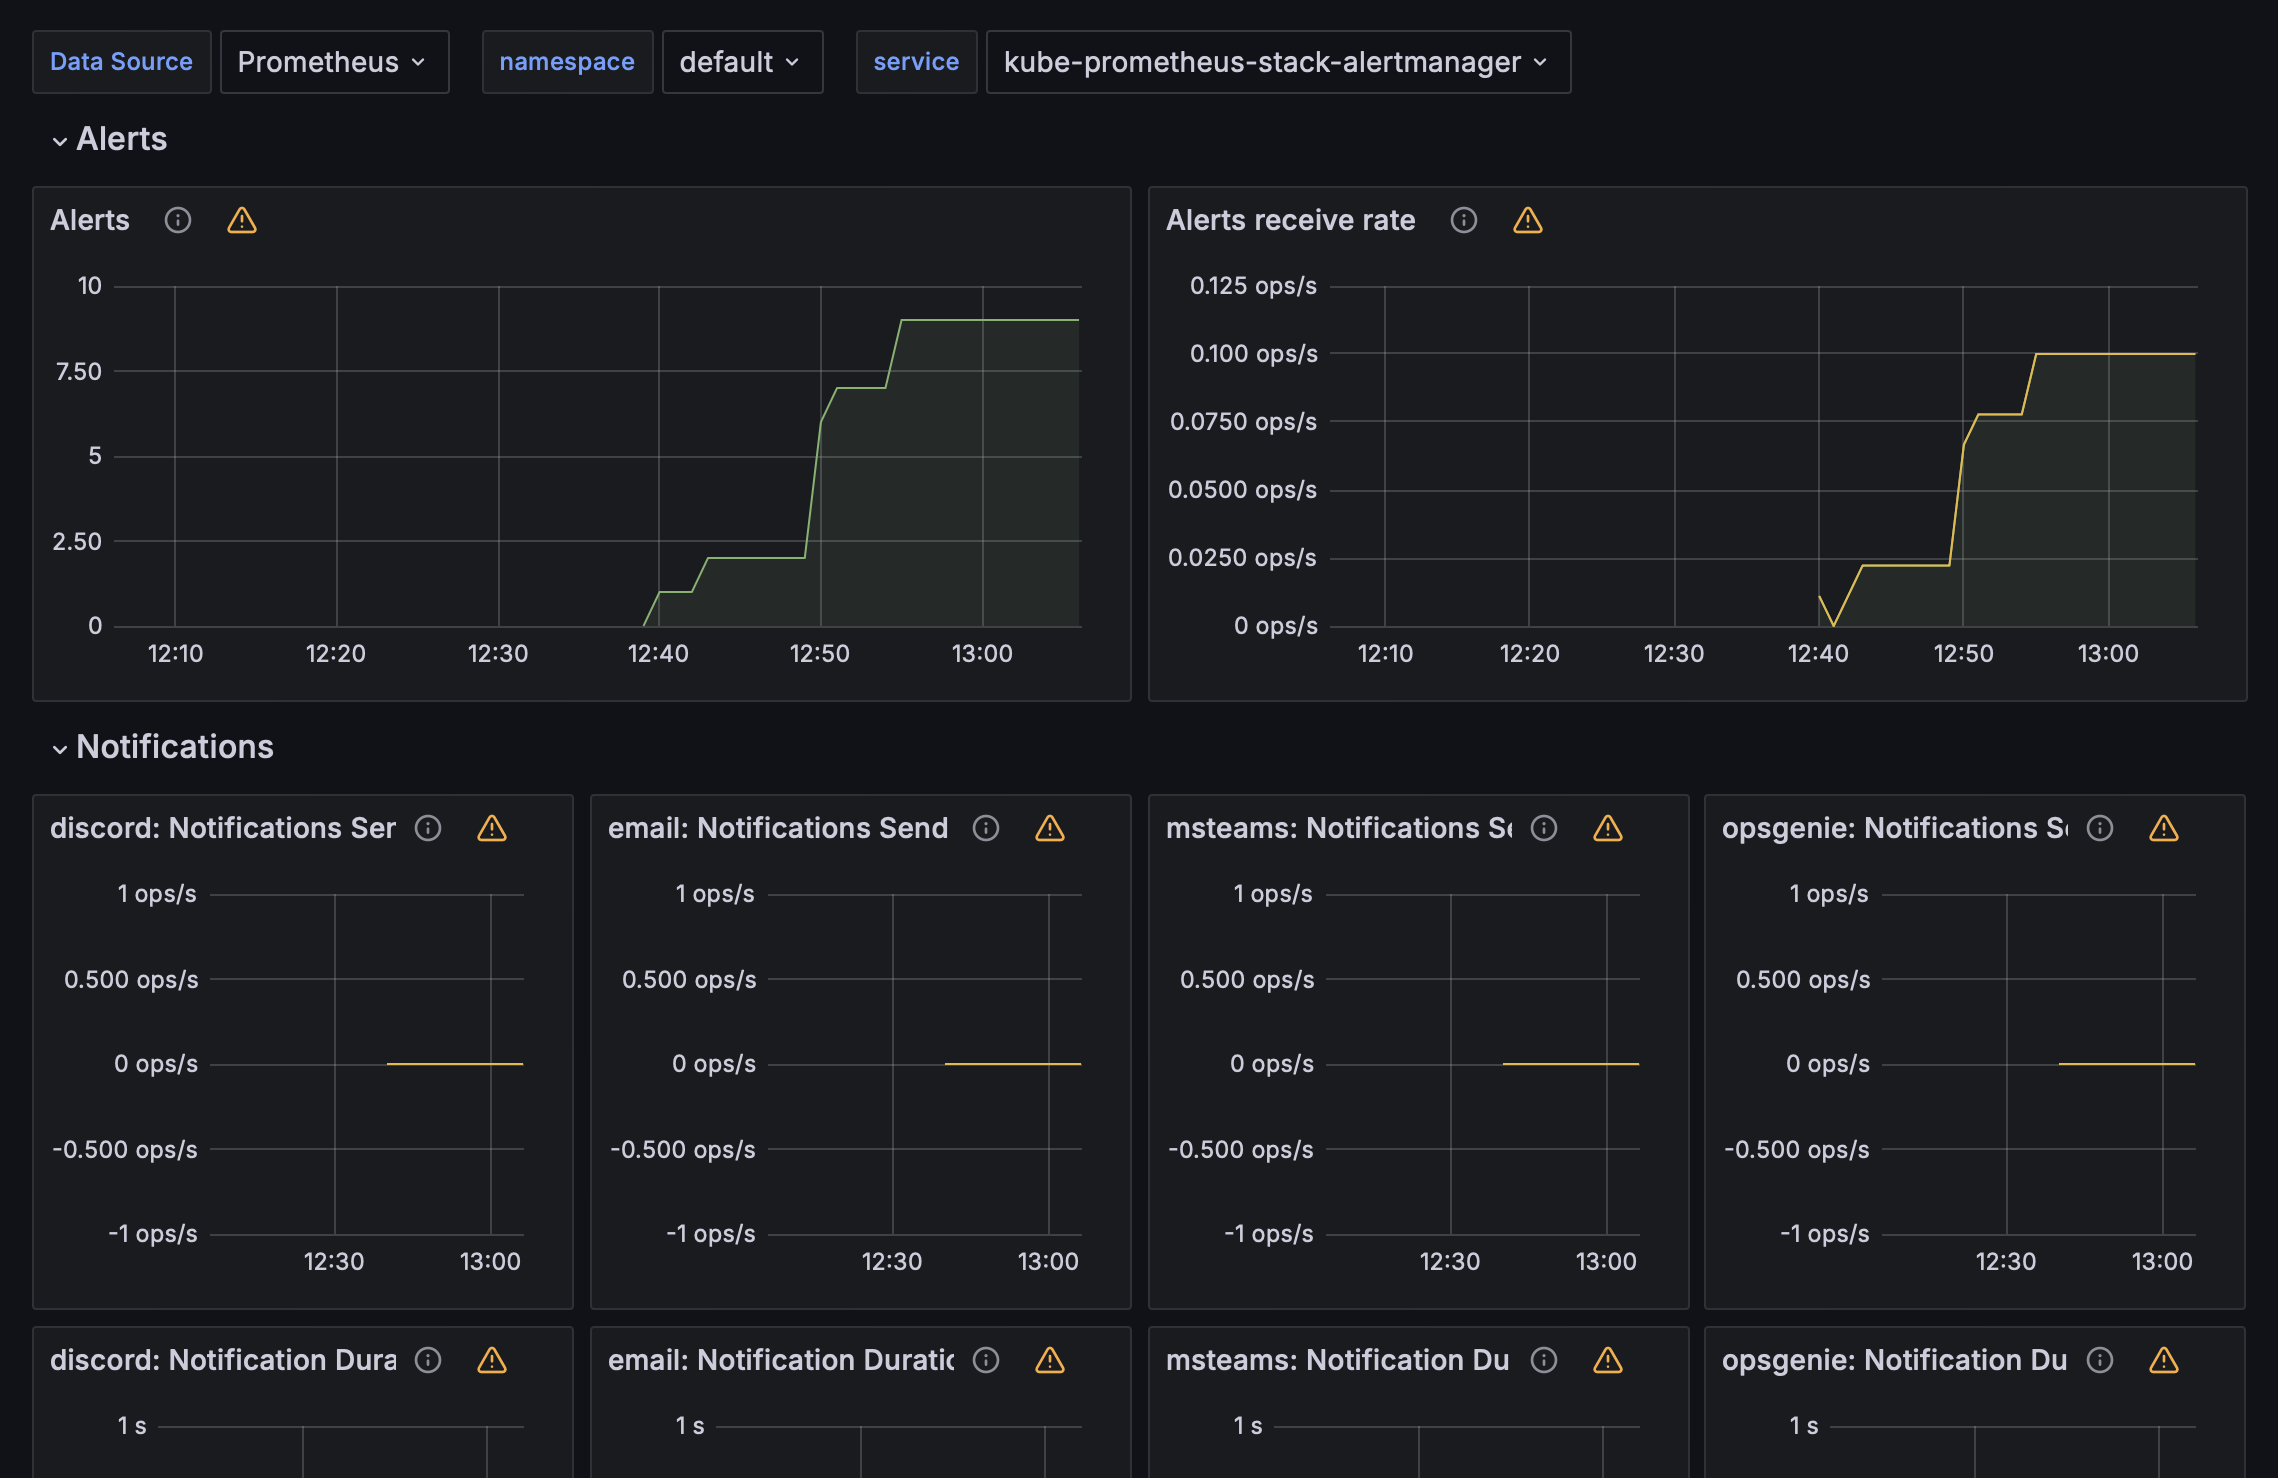 Data Source Prometheus namespace default service kube-prometheus-stack-alertmanager
Alerts
Alerts
10
7.50
5
2.50
0
12:10 12:20 12:30 12:40 12:50 13:00
Alerts receive rate
0.125 ops/s
0.100 ops/s
0.0750 ops/s
0.0500 ops/s
0.0250 ops/s
0 ops/s
12:10 12:20 12:30 12:40 12:50 13:00
Notifications
discord: Notifications Ser
1 ops/s
0.500 ops/s
0 ops/s
-0.500 ops/s
-1 ops/s
12:30 13:00
email: Notifications Send
1 ops/s
0.500 ops/s
0 ops/s
-0.500 ops/s
-1 ops/s
12:30 13:00
msteams: Notifications Se
1 ops/s
0.500 ops/s
0 ops/s
-0.500 ops/s
-1 ops/s
12:30 13:00
opsgenie: Notifications Se
1 ops/s
0.500 ops/s
0 ops/s
-0.500 ops/s
-1 ops/s
12:30 13:00
discord: Notification Dura
1 s
email: Notification Duratic
1 s
msteams: Notification Du
1 s
opsgenie: Notification Du
1 s